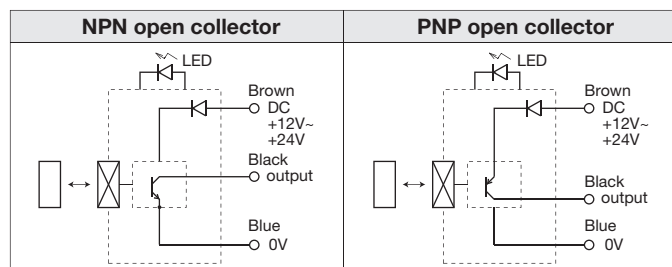 NPN open collector
PNP open collector
LED
Brown
DC
+12V~
+24V
Black
output
Blue
0V
LED
Brown
DC
+12V~
+24V
Black
output
Blue
0V